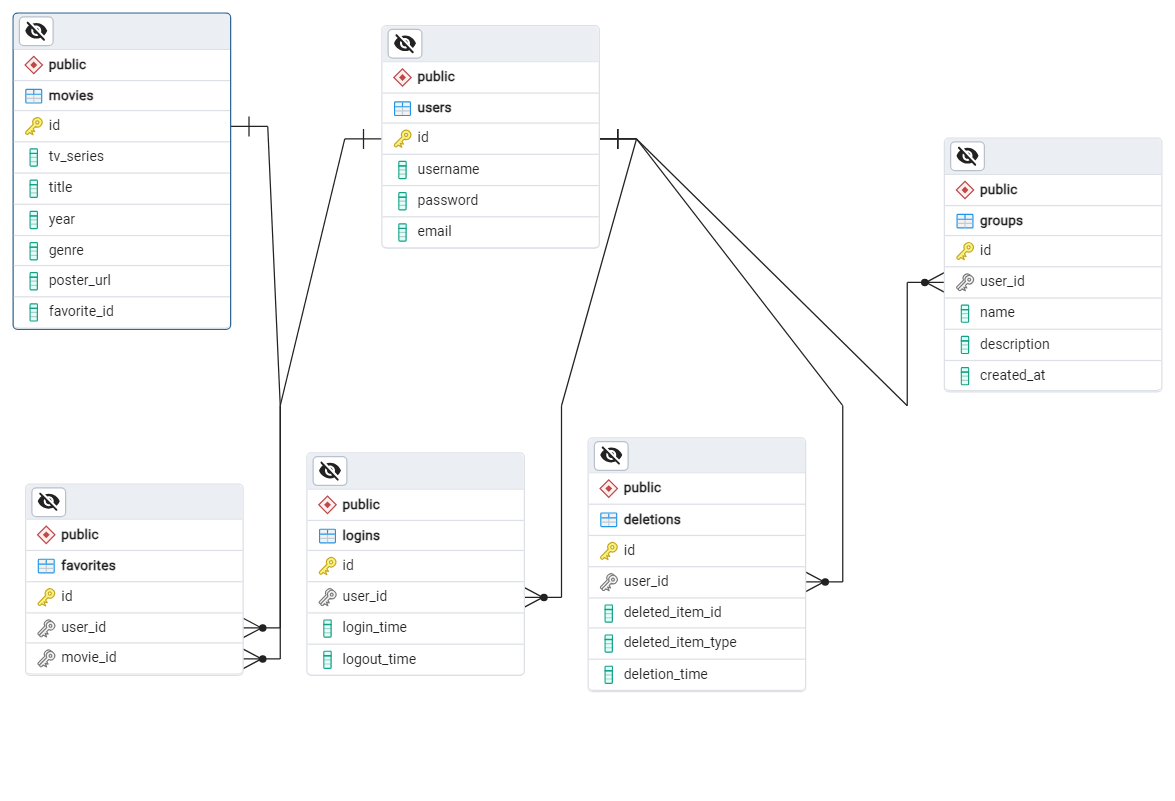 public
movies
id
tv_series
title
year
genre
poster_url
favorite_id
public
users
id
username
password
email
public
groups
id
user_id
name
description
created_at
public
favorites
id
user_id
movie_id
public
logins
id
user_id
login_time
logout_time
public
deletions
id
user_id
deleted_item_id
deleted_item_type
deletion_time